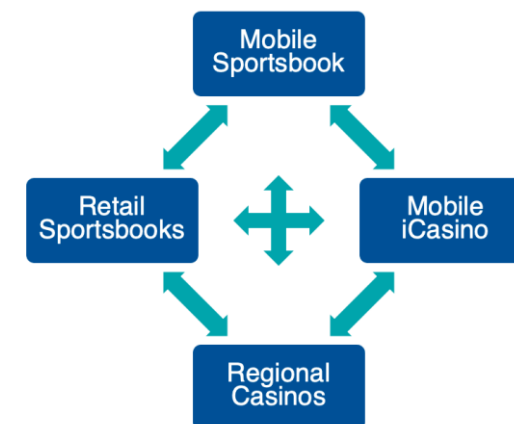 Mobile
Sportsbook
Retail
Sportsbooks
Mobile
iCasino
Regional
Casinos